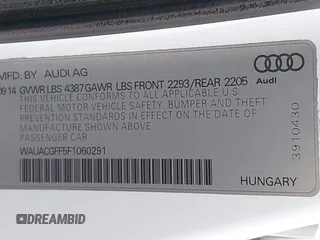 MFD. BY AUDI AG
09 14 GVWR LBS 4387 GAWR LBS FRONT 2293/REAR 2205
THIS VEHICLE CONFORMS TO ALL APPLICABLE FEDERAL
MOTOR VEHICLE SAFETY, BUMPER AND THEFT
PREVENTION STANDARDS IN EFFECT ON THE DATE OF
MANUFACTURE SHOWN ABOVE
PASSENGER CAR
WAUACGFF5F1060291
Audi
3910430
HUNGARY
DREAMBID